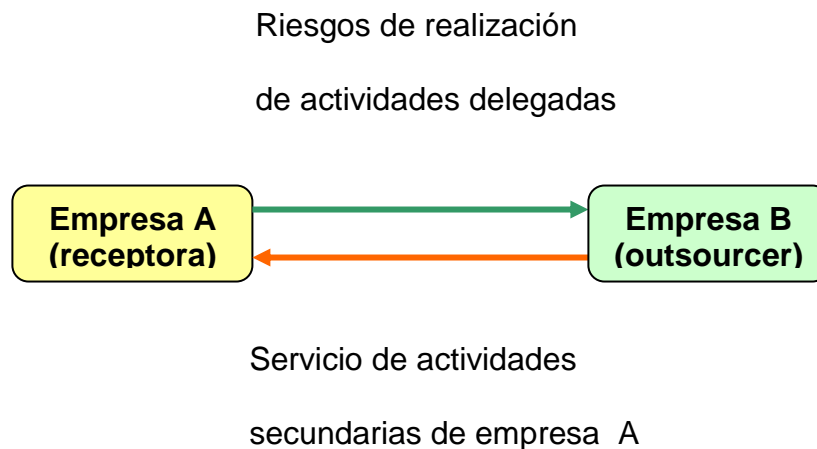 Riesgos de realización
de actividades delegadas
Empresa A
(receptora)
Empresa B
(outsourcer)
Servicio de actividades
secundarias de empresa A